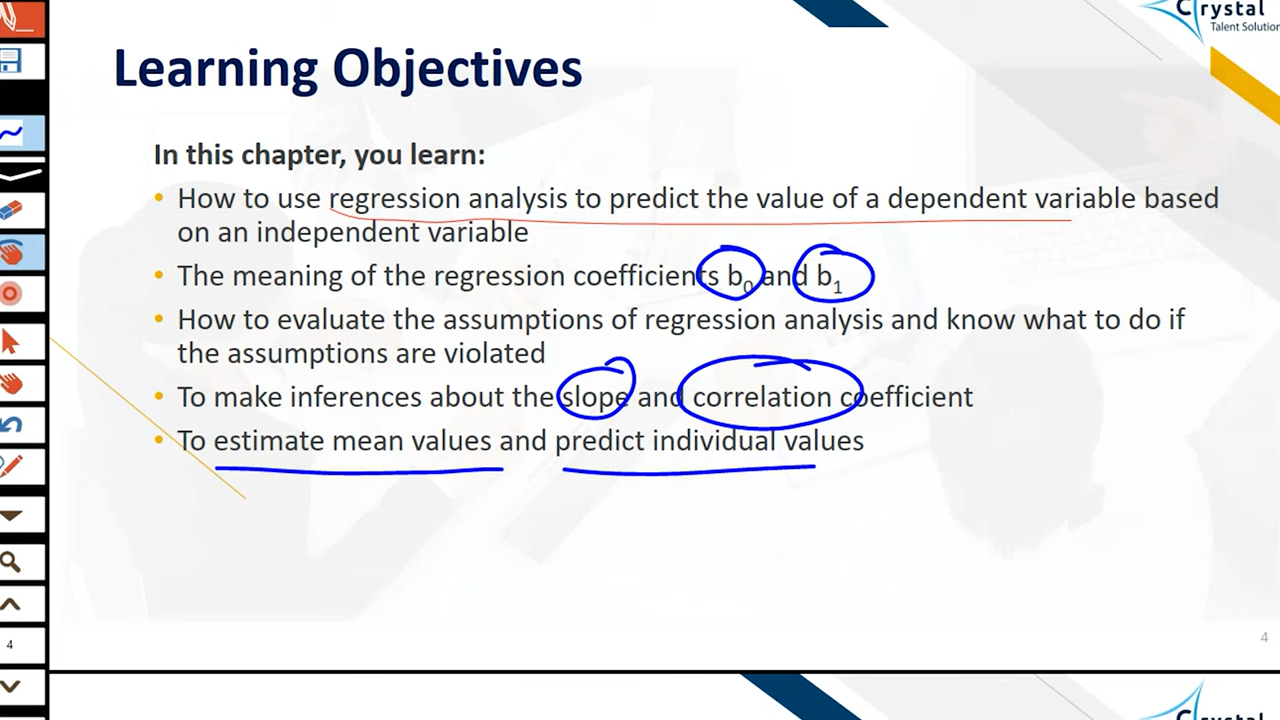 Crystal
Talent Solution
Learning Objectives
In this chapter, you learn:
• How to use regression analysis to predict the value of a dependent variable based
on an independent variable
• The meaning of the regression coefficients b0 and b1
• How to evaluate the assumptions of regression analysis and know what to do if
the assumptions are violated
• To make inferences about the slope and correlation coefficient
• To estimate mean values and predict individual values
4
4
Crystal